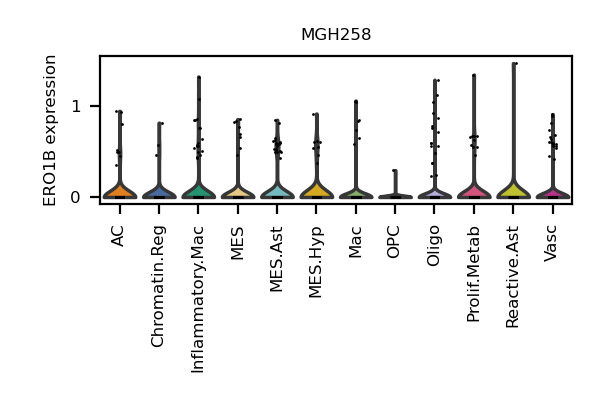 MGH258
ERO1B expression
1
0
AC
Chromatin.Reg
Inflammatory.Mac
MES
MES.Ast
MES.Hyp
Mac
OPC
Oligo
Prolif.Metab
Reactive.Ast
Vasc